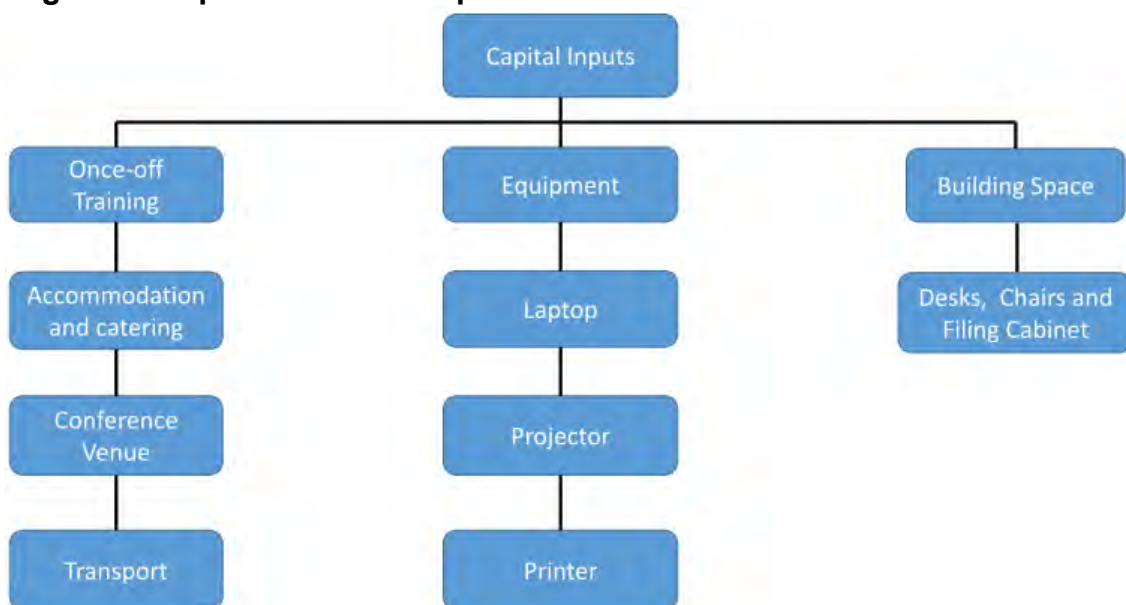 Capital Inputs
Once-off
Training
Equipment
Building Space
Accommodation
and catering
Laptop
Desks, Chairs and
Filing Cabinet
Conference
Venue
Projector
Transport
Printer